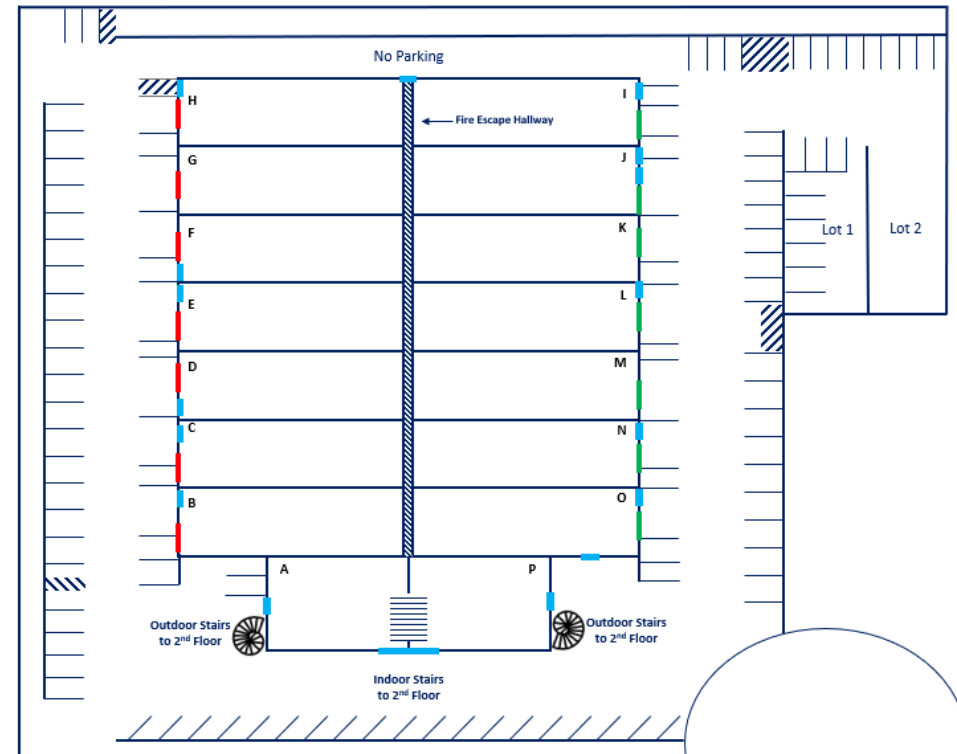 No Parking
H
I
Fire Escape Hallway
G
J
F
K
Lot 1
Lot 2
E
L
D
M
C
N
B
O
A
P
Outdoor Stairs
to 2nd Floor
Outdoor Stairs
to 2nd Floor
Indoor Stairs
to 2nd Floor